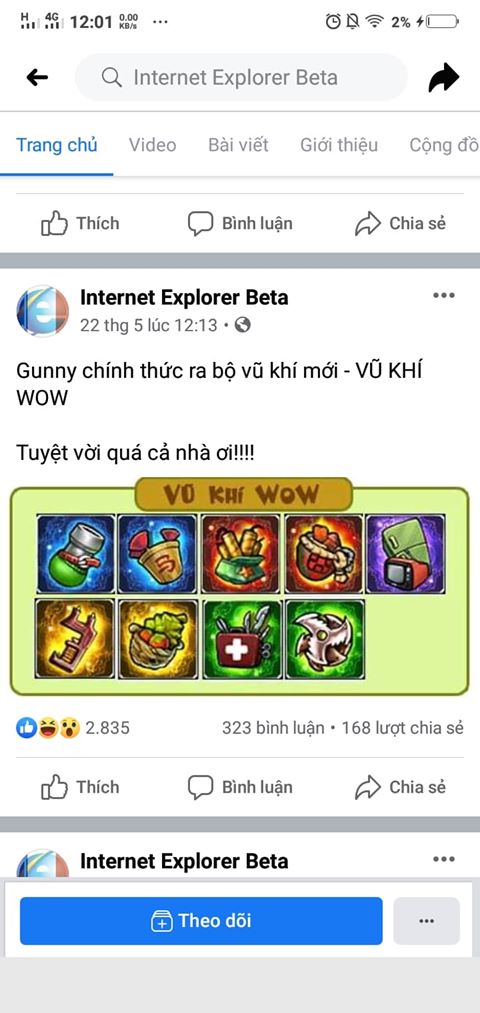 H 4G 12:01 0.00 KB/s ... 2%
Internet Explorer Beta
Trang chủ Video Bài viết Giới thiệu Cộng đồ
Thích Bình luận Chia sẻ
Internet Explorer Beta
22 thg 5 lúc 12:13 •
Gunny chính thức ra bộ vũ khí mới - VŨ KHÍ
WOW
Tuyệt vời quá cả nhà ơi!!!!
VŨ KHÍ WOW
5
2.835 323 bình luận • 168 lượt chia sẻ
Thích Bình luận Chia sẻ
Internet Explorer Beta
Theo dõi